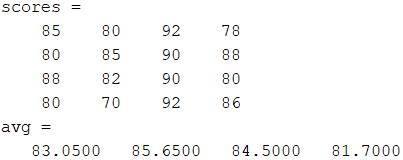 scores =
85 80 92 78
80 85 90 88
88 82 90 80
80 70 92 86
avg =
83.0500 85.6500 84.5000 81.7000